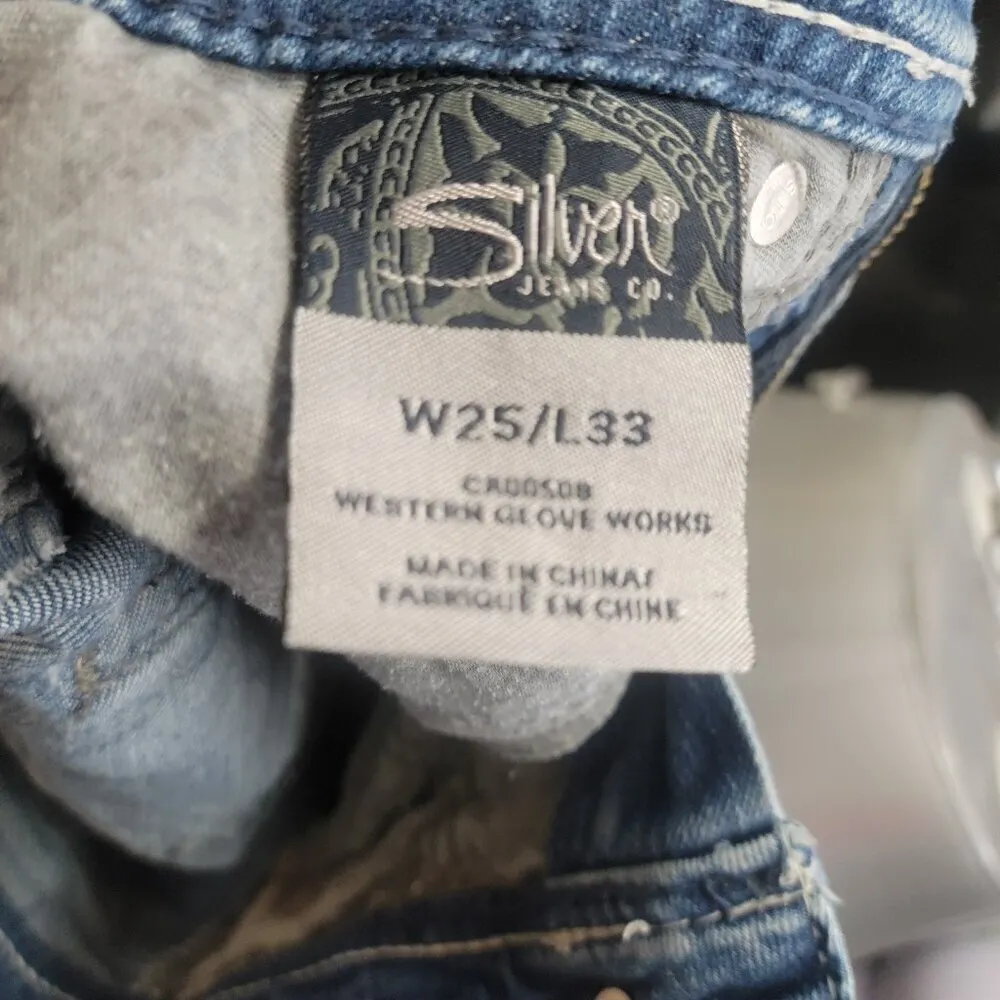 Silver®
JEANS CO.
W25/L33
CA00508
WESTERN GLOVE WORKS
MADE IN CHINA/
FABRIQUÉ EN CHINE